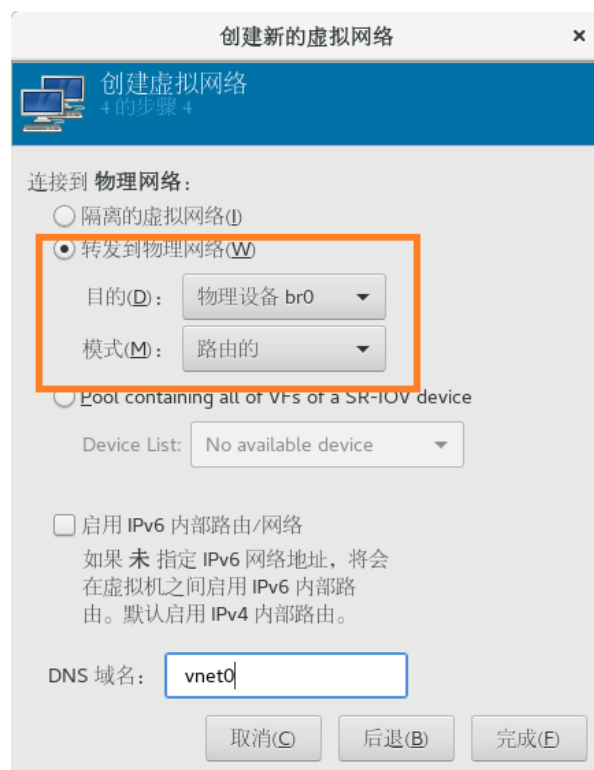 创建新的虚拟网络 ×
创建虚拟网络
4 的步骤 4
连接到 物理网络：
隔离的虚拟网络(I)
转发到物理网络(W)
目的(D)： 物理设备 br0
模式(M)： 路由的
Pool containing all of VFs of a SR-IOV device
Device List: No available device
启用 IPv6 内部路由/网络
如果 未 指定 IPv6 网络地址，将会
在虚拟机之间启用 IPv6 内部路
由。默认启用 IPv4 内部路由。
DNS 域名： vnet0
取消(C) 后退(B) 完成(F)